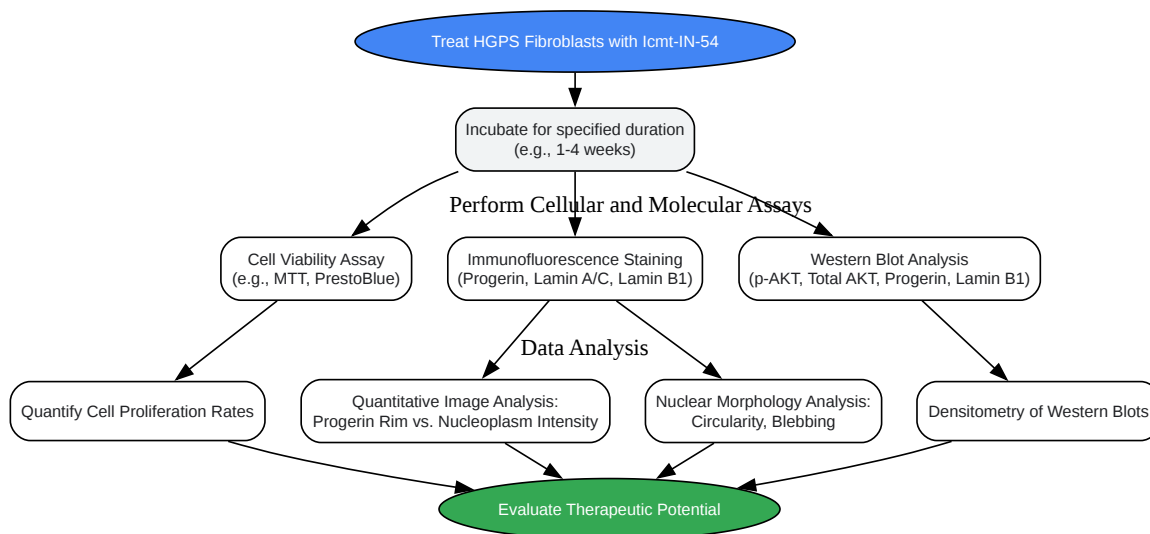 Treat HGPS Fibroblasts with Icmt-IN-54
Incubate for specified duration
(e.g., 1-4 weeks)
Perform Cellular and Molecular Assays
Cell Viability Assay
(e.g., MTT, PrestoBlue)
Immunofluorescence Staining
(Progerin, Lamin A/C, Lamin B1)
Western Blot Analysis
(p-AKT, Total AKT, Progerin, Lamin B1)
Data Analysis
Quantify Cell Proliferation Rates
Quantitative Image Analysis:
Progerin Rim vs. Nucleoplasm Intensity
Nuclear Morphology Analysis:
Circularity, Blebbing
Densitometry of Western Blots
Evaluate Therapeutic Potential